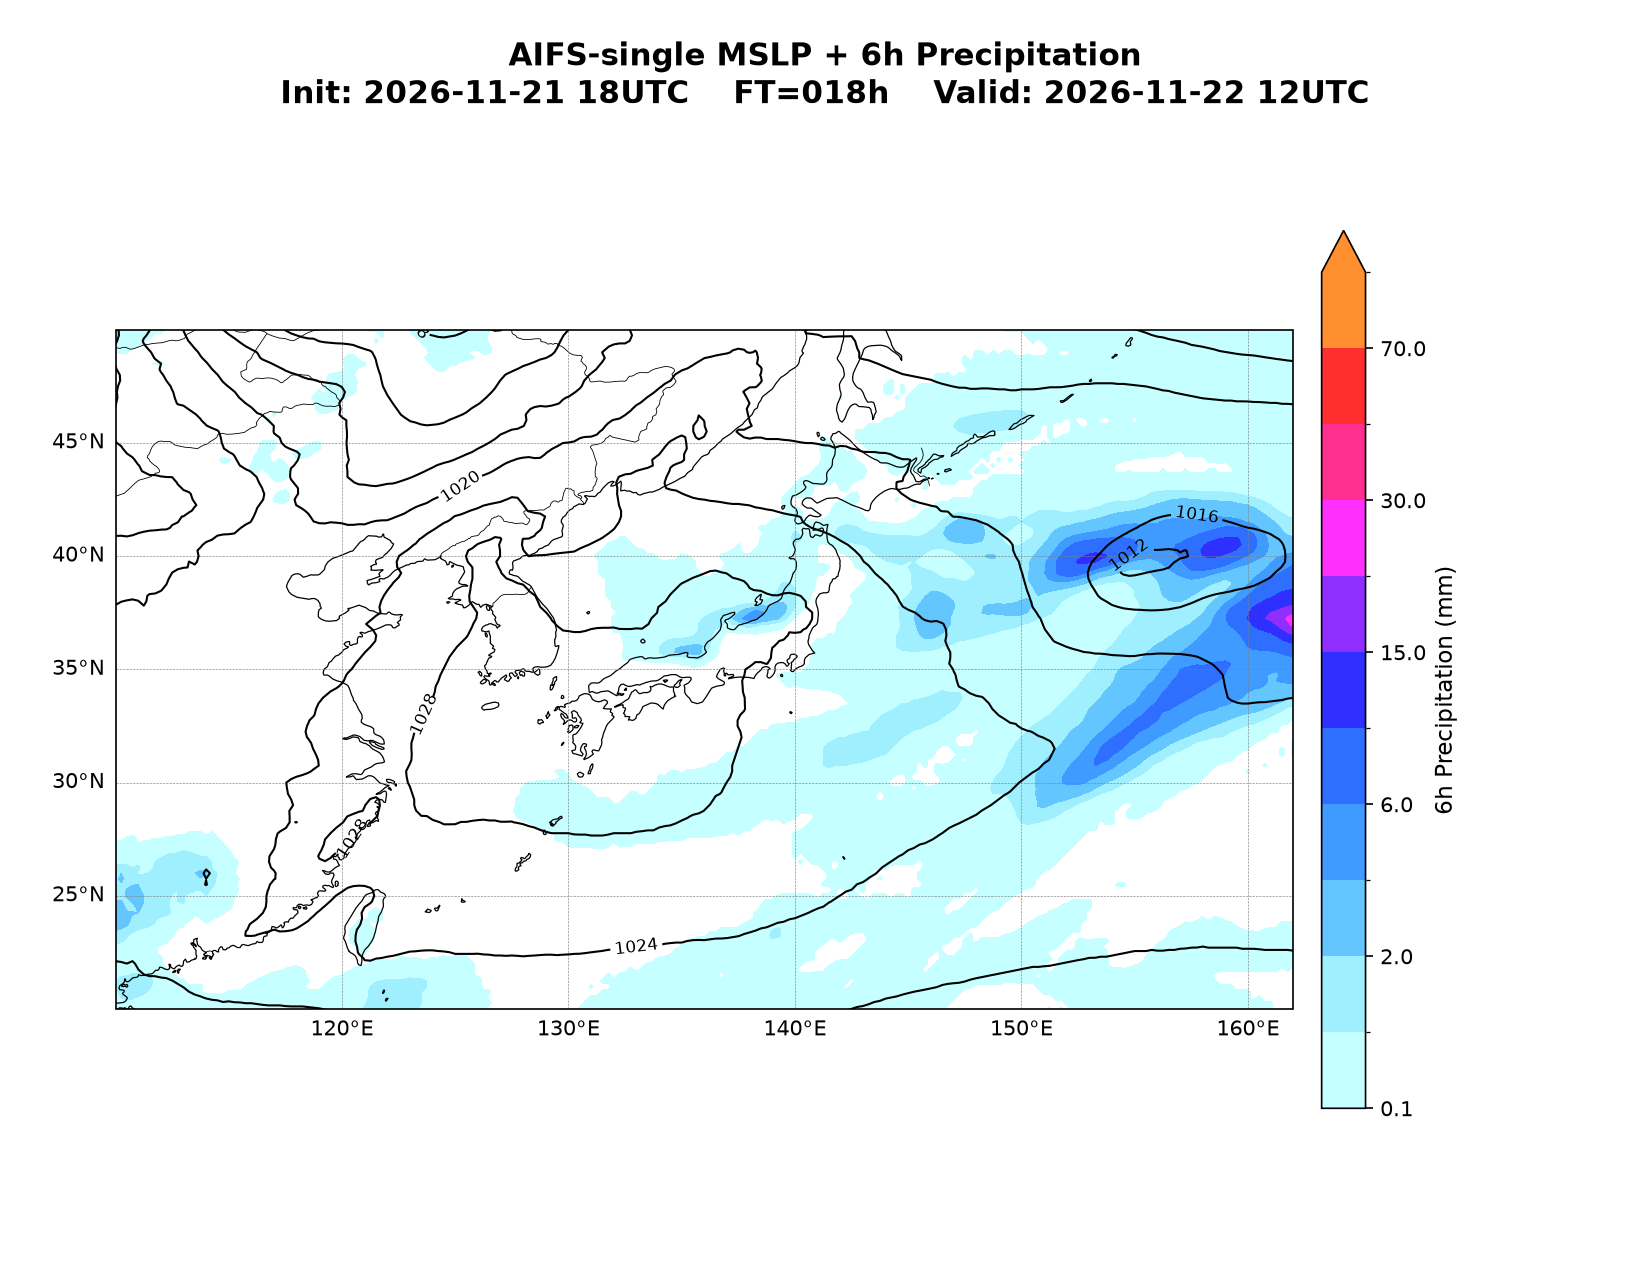 AIFS-single MSLP + 6h Precipitation
Init: 2026-11-21 18UTC    FT=018h    Valid: 2026-11-22 12UTC
70.0
30.0
15.0
6.0
2.0
0.1
6h Precipitation (mm)
45°N
40°N
35°N
30°N
25°N
120°E
130°E
140°E
150°E
160°E
1020
1016
1012
1028
1028
1024